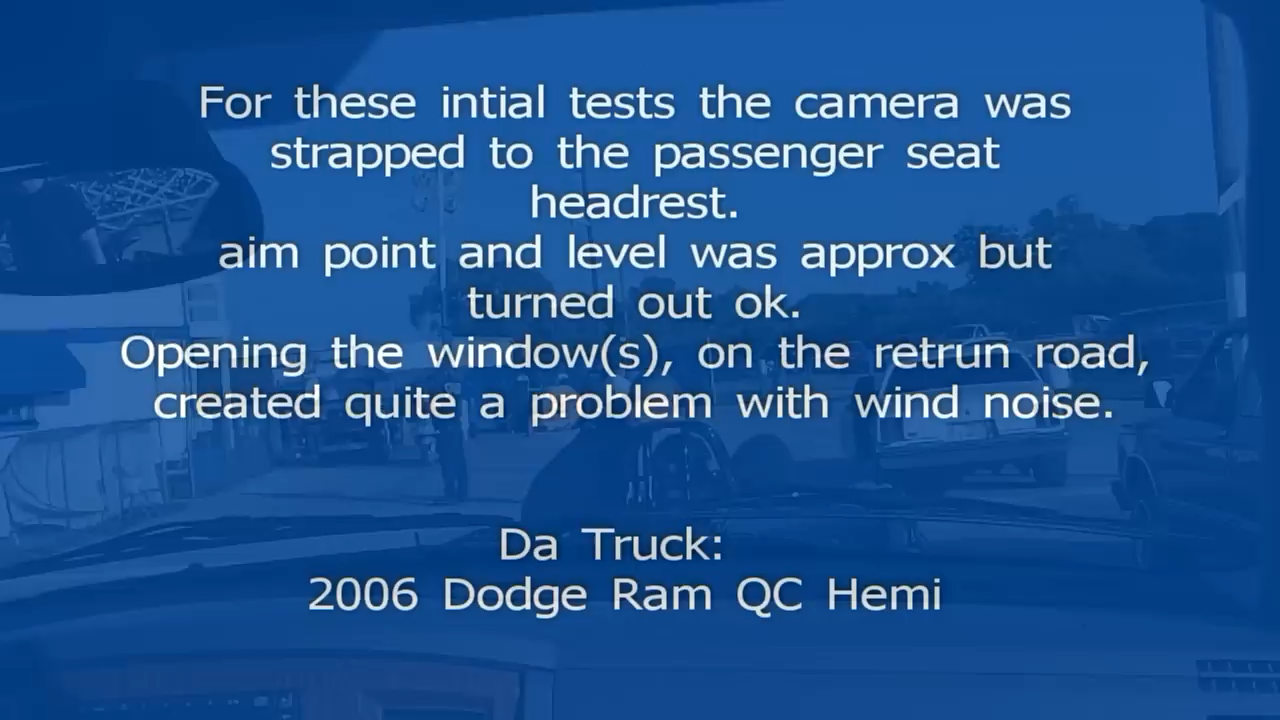 For these intial tests the camera was
strapped to the passenger seat
headrest.
aim point and level was approx but
turned out ok.
Opening the window(s), on the retrun road,
created quite a problem with wind noise.
Da Truck:
2006 Dodge Ram QC Hemi